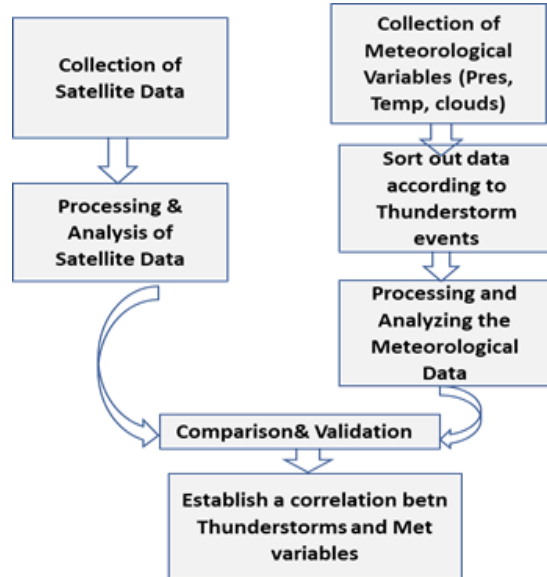 Collection of
Satellite Data
Processing &
Analysis of
Satellite Data
Collection of
Meteorological
Variables (Pres,
Temp, clouds)
Sort out data
according to
Thunderstorm
events
Processing and
Analyzing the
Meteorological
Data
Comparison& Validation
Establish a correlation betn
Thunderstorms and Met
variables